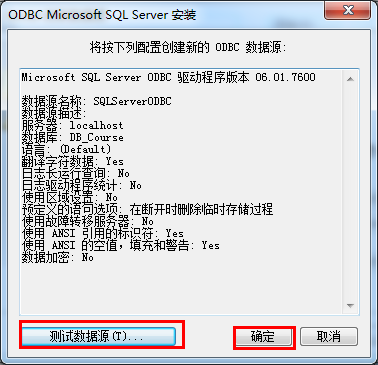 ODBC Microsoft SQL Server 安装
将按下列配置创建新的 ODBC 数据源:
Microsoft SQL Server ODBC 驱动程序版本 06.01.7600
数据源名称: SQLServerODBC
数据源描述:
服务器: localhost
数据库: DB_Course
语言: (Default)
翻译字符数据: Yes
日志长运行查询: No
日志驱动程序统计: No
使用区域设置: No
预定义的语句选项: 在断开时删除临时存储过程
使用故障转移服务器: No
使用 ANSI 引用的标识符: Yes
使用 ANSI 的空值，填充和警告: Yes
数据加密: No
测试数据源(T)...
确定
取消